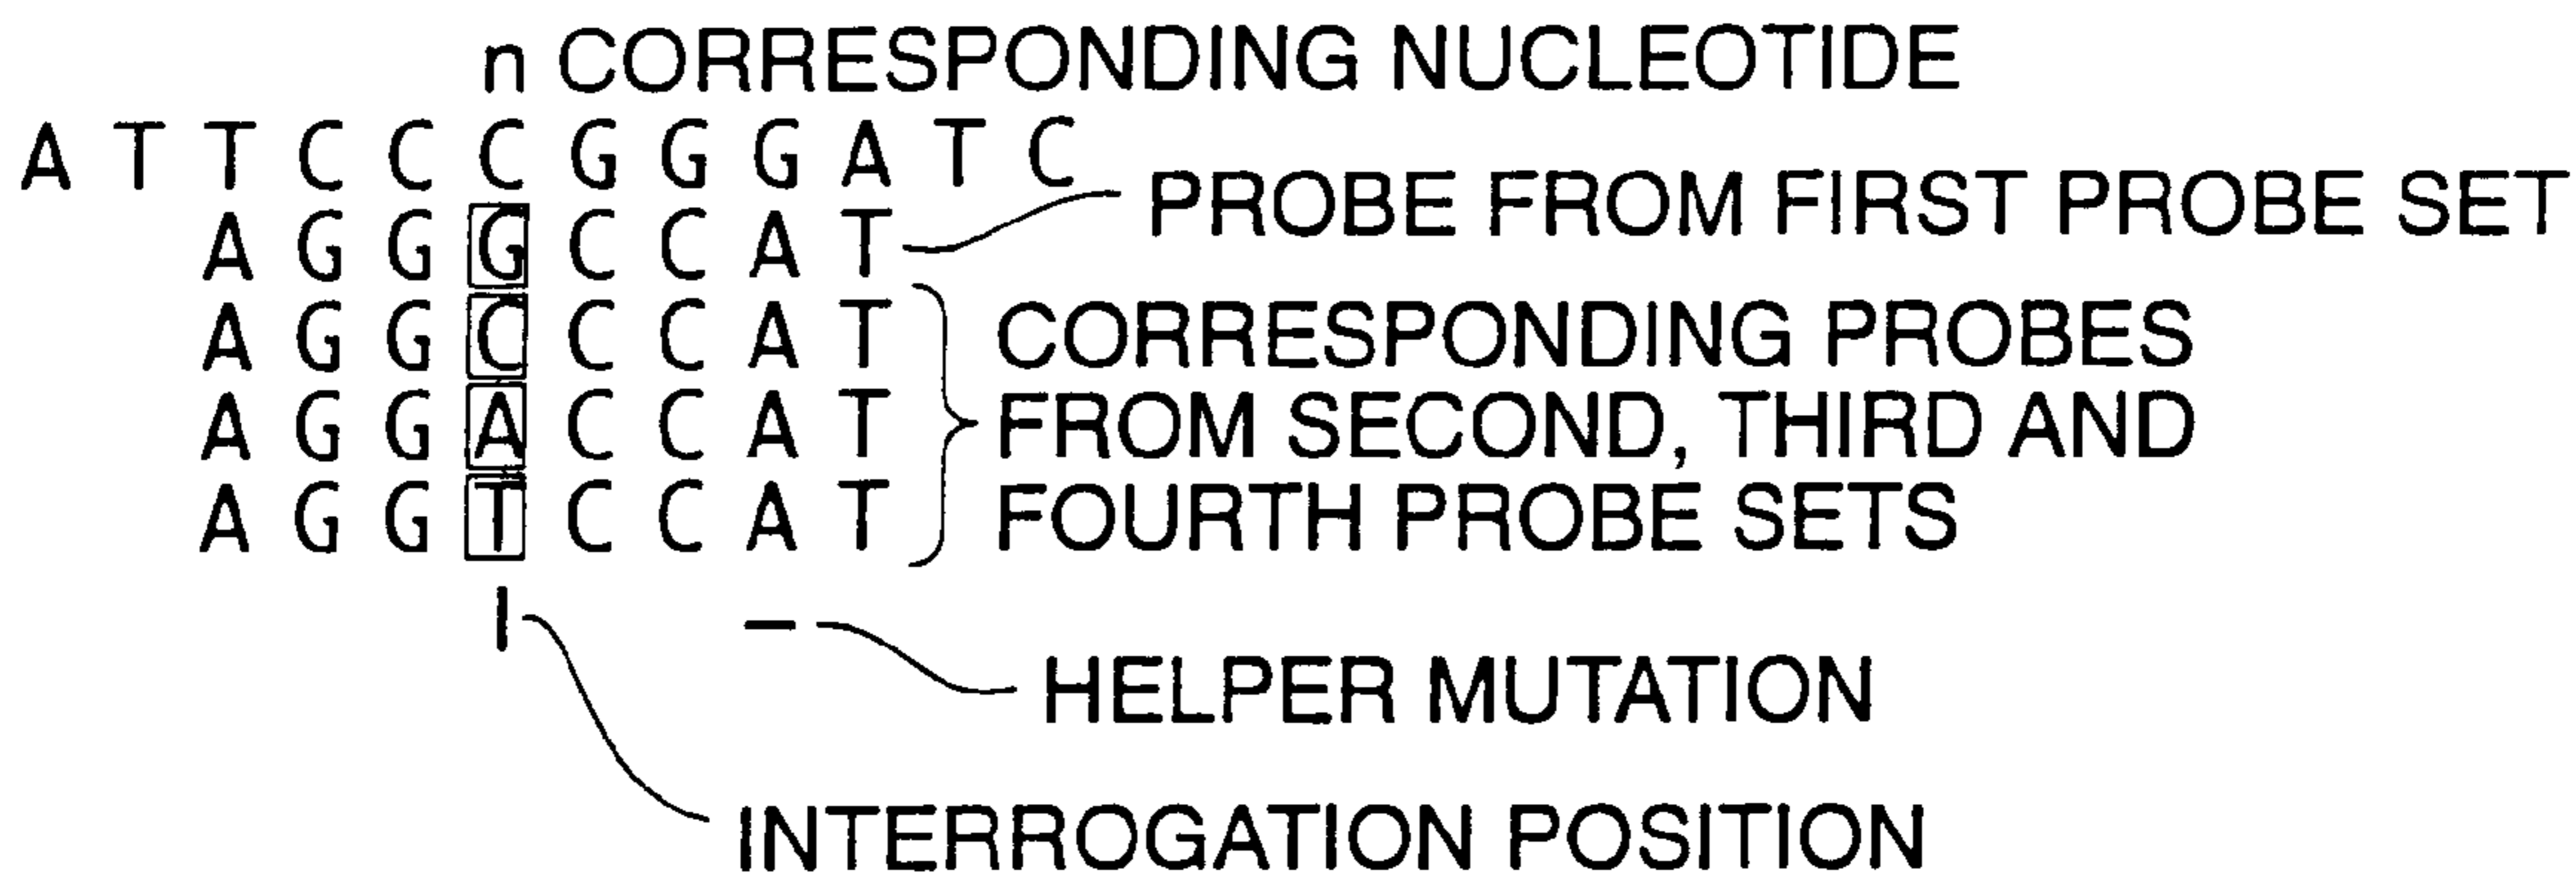 n CORRESPONDING NUCLEOTIDE
A T T C C C G G G A T C
A G G G C C A T PROBE FROM FIRST PROBE SET
A G G C C C A T CORRESPONDING PROBES
A G G A C C A T FROM SECOND, THIRD AND
A G G T C C A T FOURTH PROBE SETS
I –
HELPER MUTATION
INTERROGATION POSITION